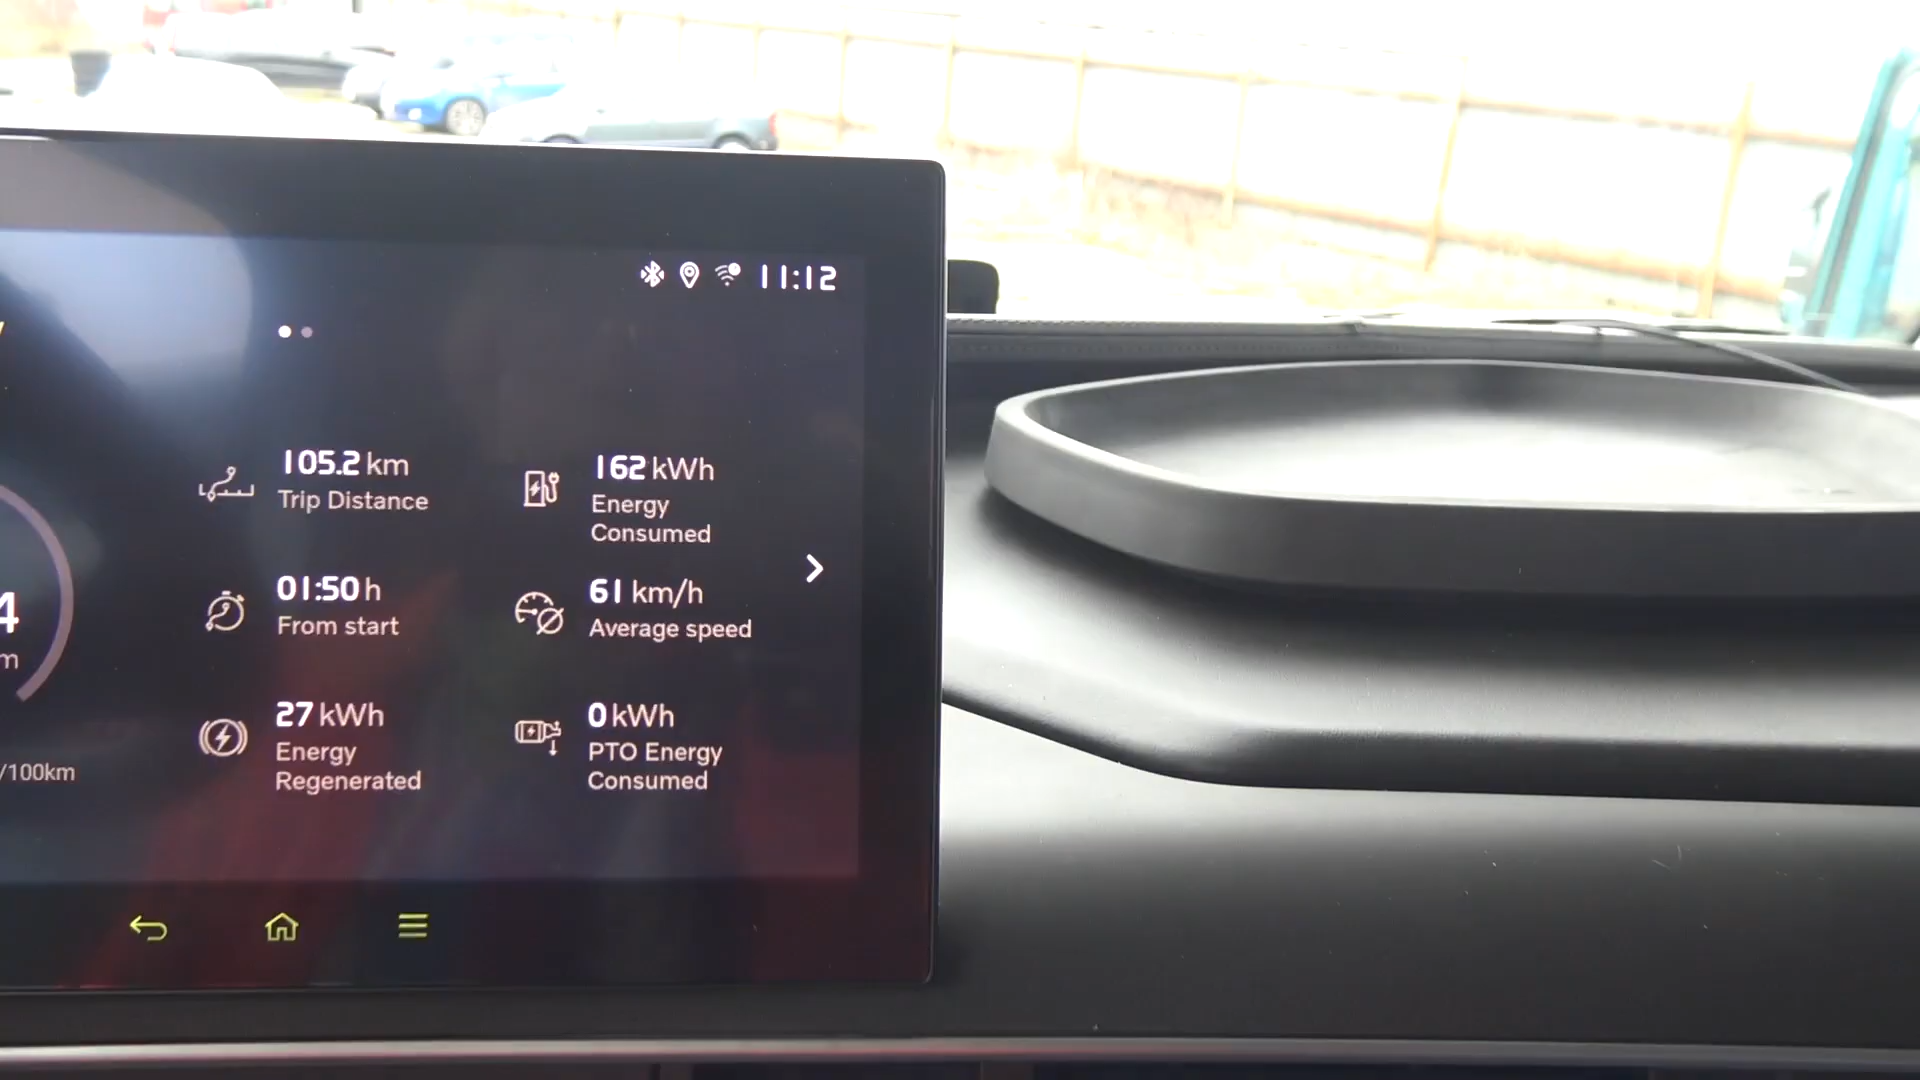 11:12
105.2 km
Trip Distance
162 kWh
Energy
Consumed
01:50 h
From start
61 km/h
Average speed
27 kWh
Energy
Regenerated
0 kWh
PTO Energy
Consumed
4
m
/100km